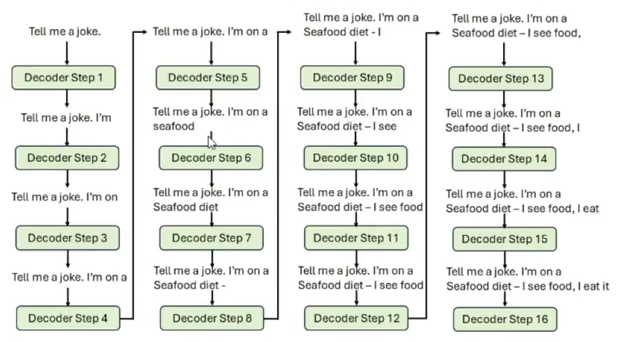 Tell me a joke.
Decoder Step 1
Tell me a joke. I'm
Decoder Step 2
Tell me a joke. I'm on
Decoder Step 3
Tell me a joke. I'm on a
Decoder Step 4
Tell me a joke. I'm on a
Decoder Step 5
Tell me a joke. I'm on a
seafood
Decoder Step 6
Tell me a joke. I'm on a
Seafood diet
Decoder Step 7
Tell me a joke. I'm on a
Seafood diet -
Decoder Step 8
Tell me a joke. I'm on a
Seafood diet - I
Decoder Step 9
Tell me a joke. I'm on a
Seafood diet – I see
Decoder Step 10
Tell me a joke. I'm on a
Seafood diet – I see food
Decoder Step 11
Tell me a joke. I'm on a
Seafood diet – I see food
Decoder Step 12
Tell me a joke. I'm on a
Seafood diet – I see food,
Decoder Step 13
Tell me a joke. I'm on a
Seafood diet – I see food, I
Decoder Step 14
Tell me a joke. I'm on a
Seafood diet – I see food, I eat
Decoder Step 15
Tell me a joke. I'm on a
Seafood diet – I see food, I eat it
Decoder Step 16